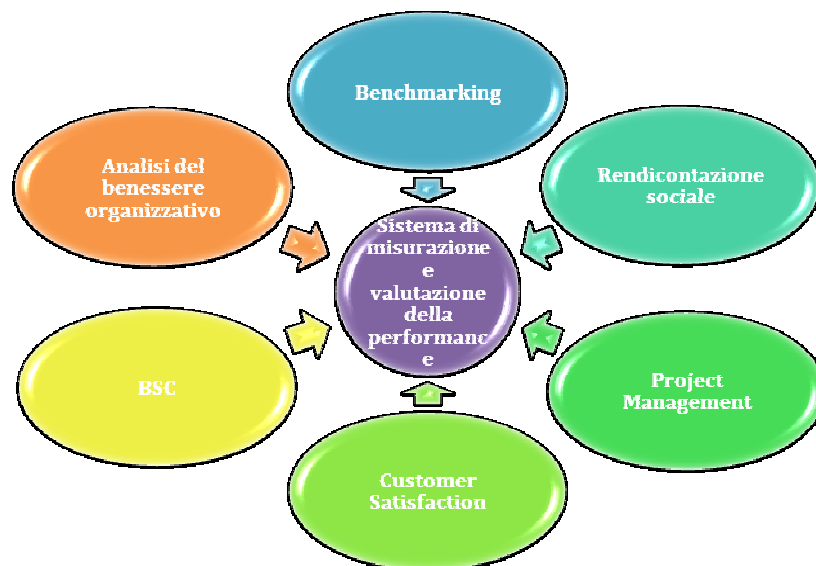 Benchmarking
Analisi del
benessere
organizzativo
Rendicontazione
sociale
Sistema di
misurazione
e
valutazione
della
performanc
e
BSC
Project
Management
Customer
Satisfaction